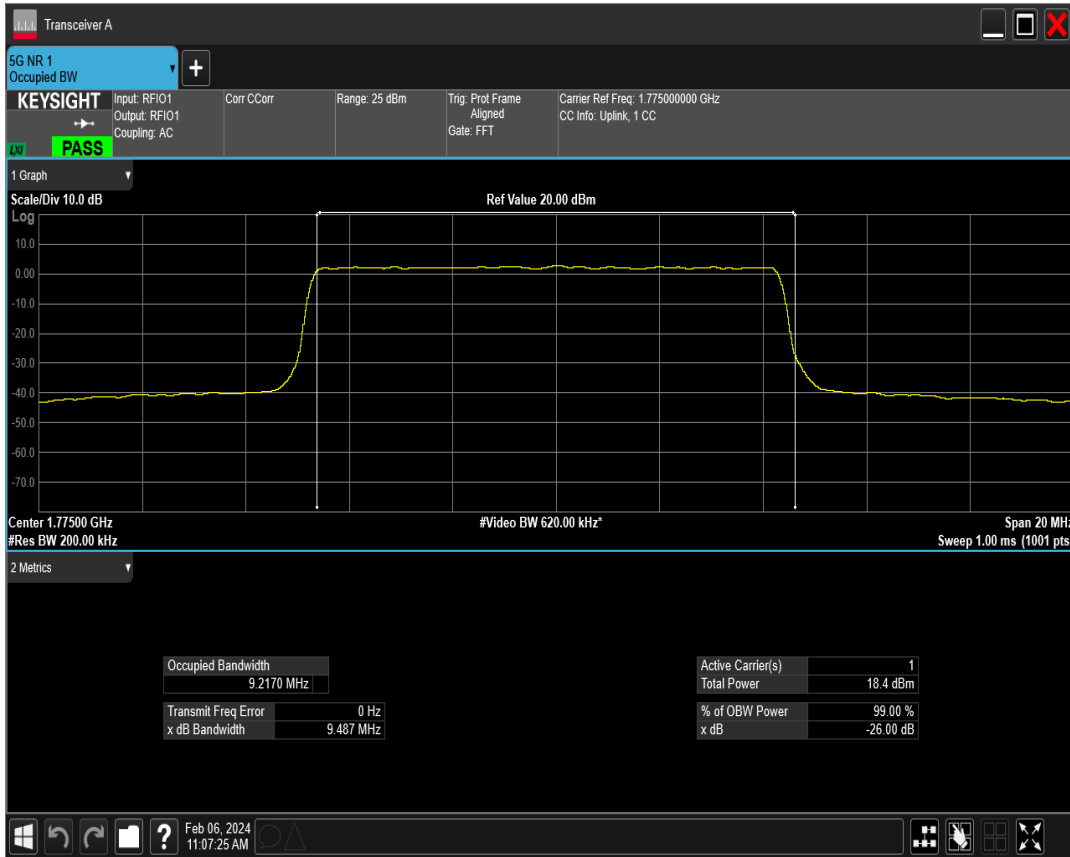 Transceiver A
5G NR 1
Occupied BW
+
KEYSIGHT
LXI
PASS
Input: RFIO1
Output: RFIO1
Coupling: AC
Corr CCorr
Range: 25 dBm
Trig: Prot Frame
Aligned
Gate: FFT
Carrier Ref Freq: 1.775000000 GHz
CC Info: Uplink, 1 CC
1 Graph
Scale/Div 10.0 dB
Ref Value 20.00 dBm
Log
10.0
0.00
-10.0
-20.0
-30.0
-40.0
-50.0
-60.0
-70.0
Center 1.77500 GHz
#Video BW 620.00 kHz*
Span 20 MHz
#Res BW 200.00 kHz
Sweep 1.00 ms (1001 pts
2 Metrics
Occupied Bandwidth
9.2170 MHz
Transmit Freq Error 0 Hz
x dB Bandwidth 9.487 MHz
Active Carrier(s) 1
Total Power 18.4 dBm
% of OBW Power 99.00 %
x dB -26.00 dB
?
Feb 06, 2024
11:07:25 AM